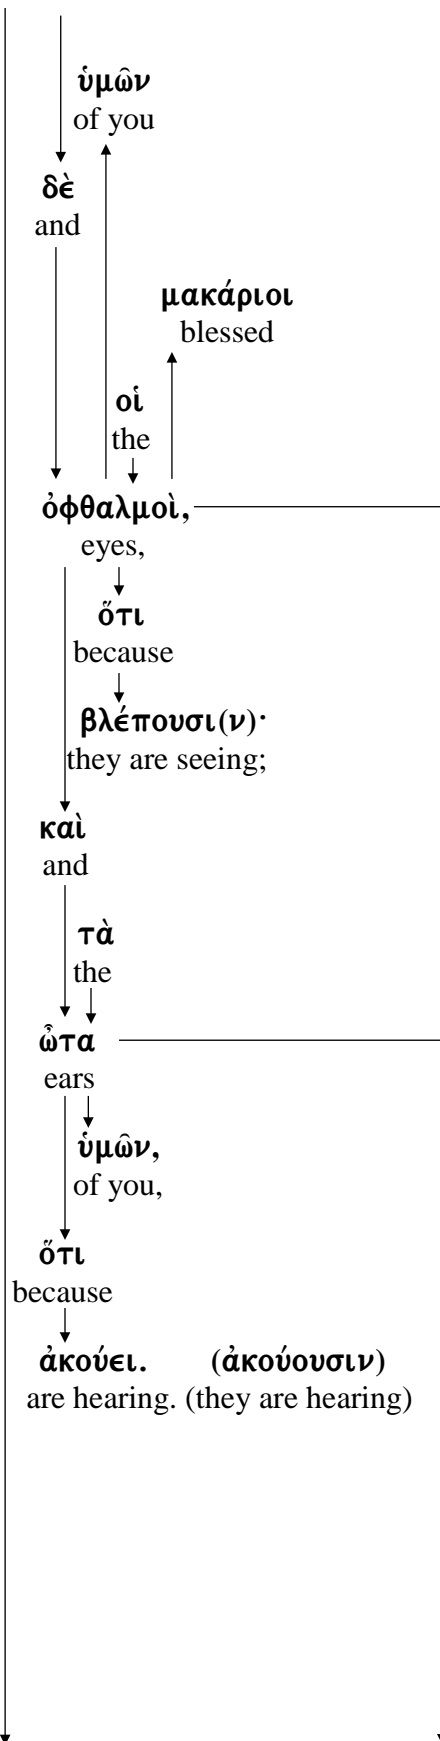 ὑμῶν
of you
δὲ
and
μακάριοι
blessed
οἱ
the
ὀφθαλμοὶ,
eyes,
ὅτι
because
βλέπουσι(ν)·
they are seeing;
καὶ
and
τὰ
the
ὦτα
ears
ὑμῶν,
of you,
ὅτι
because
ἀκούει. (ἀκούουσιν)
are hearing. (they are hearing)